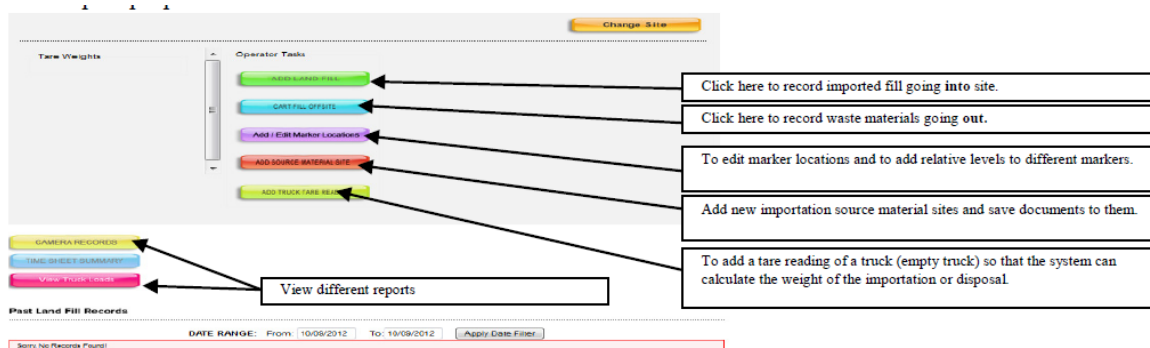 Change Site
Tare Weights
Operator Tasks
ADD LAND FILL
CART FILL OFFSITE
Add / Edit Marker Locations
ADD SOURCE MATERIAL SITE
ADD TRUCK TARE
Click here to record imported fill going into site.
Click here to record waste materials going out.
To edit marker locations and to add relative levels to different markers.
Add new importation source material sites and save documents to them.
To add a tare reading of a truck (empty truck) so that the system can
calculate the weight of the importation or disposal.
CAMERA RECORDS
TIME SHEET SUMMARY
View Truck Loads
View different reports
Past Land Fill Records
DATE RANGE: From: 10/09/2012 To: 10/09/2012 Apply Date Filter
Sorry, No Records Found!